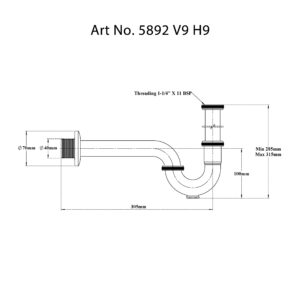 Art No. 5892 V9 H9
Threading 1-1/4" X 11 BSP
Ø 70mm
Ø 40mm
Min 205mm
Max 315mm
100mm
305mm